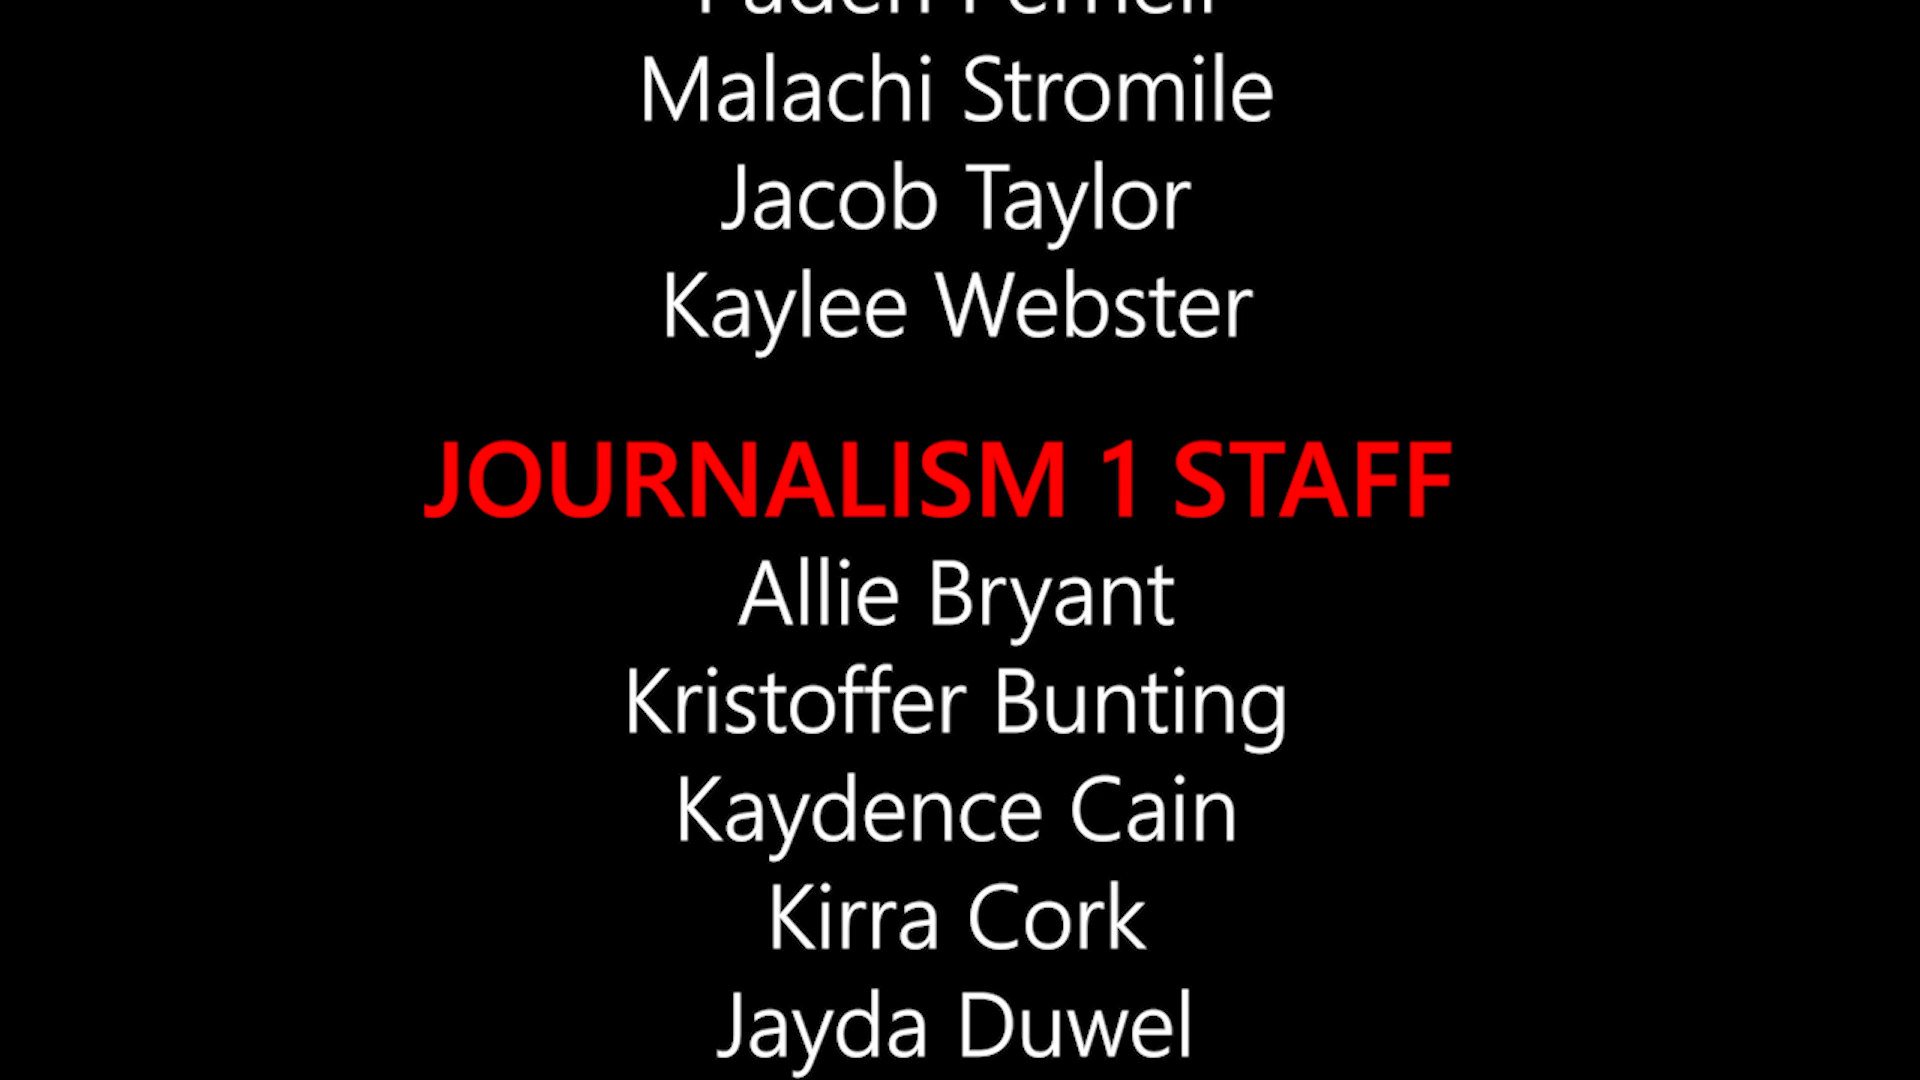 Malachi Stromile
Jacob Taylor
Kaylee Webster
JOURNALISM 1 STAFF
Allie Bryant
Kristoffer Bunting
Kaydence Cain
Kirra Cork
Jayda Duwel